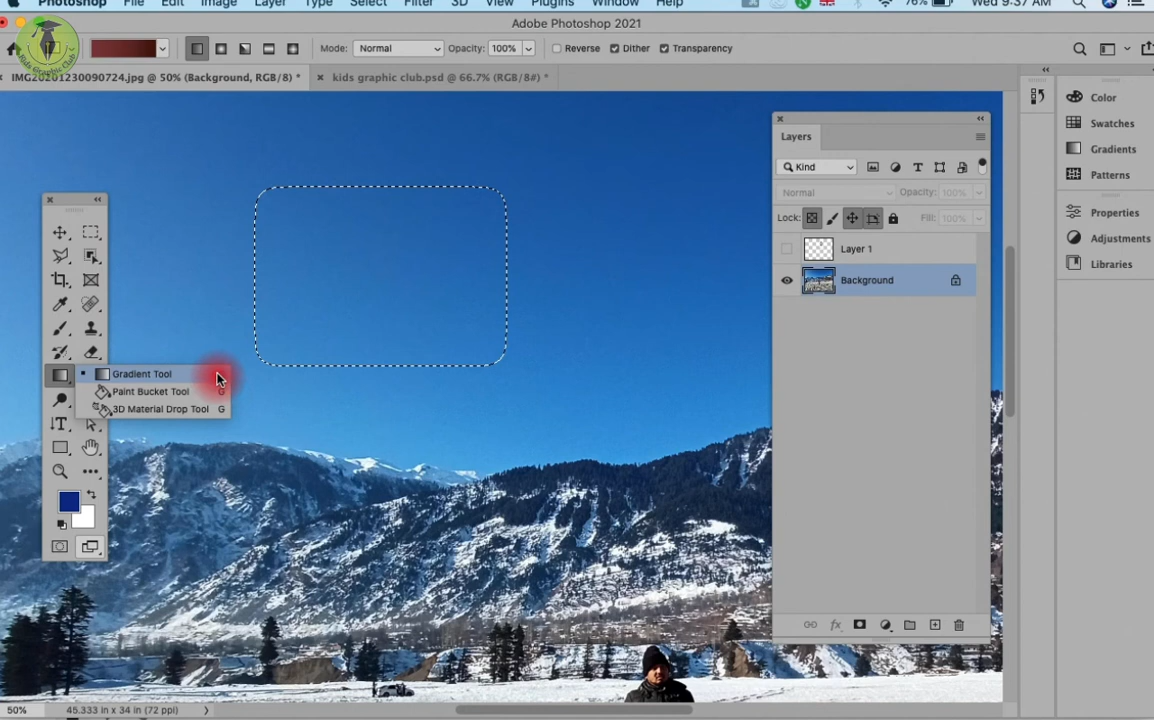 Photoshop File Edit Image Layer Type Select Filter 3D View Plugins Window Help 76% Wed 9:37 AM
Adobe Photoshop 2021
Mode: Normal Opacity: 100% Reverse Dither Transparency
Kids Graphic Club
IMG20201230090724.jpg @ 50% (Background, RGB/8) * kids graphic club.psd @ 66.7% (RGB/8#) *
Layers
Kind
Normal Opacity: 100%
Lock: Fill: 100%
Layer 1
Background
Color
Swatches
Gradients
Patterns
Properties
Adjustments
Libraries
Gradient Tool
Paint Bucket Tool G
3D Material Drop Tool G
50% 45.333 in x 34 in (72 ppi)